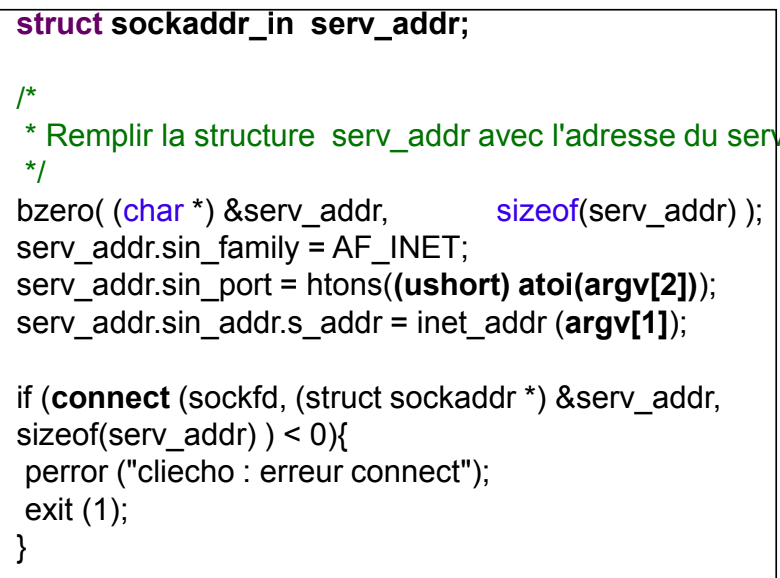 struct sockaddr_in  serv_addr;
/*
 * Remplir la structure  serv_addr avec l'adresse du
 */
bzero( (char *) &serv_addr,        sizeof(serv_addr) );
serv_addr.sin_family = AF_INET;
serv_addr.sin_port = htons((ushort) atoi(argv[2]));
serv_addr.sin_addr.s_addr = inet_addr (argv[1]);
if (connect (sockfd, (struct sockaddr *) &serv_addr,
sizeof(serv_addr) ) < 0){
 perror ("cliecho : erreur connect");
 exit (1);
}